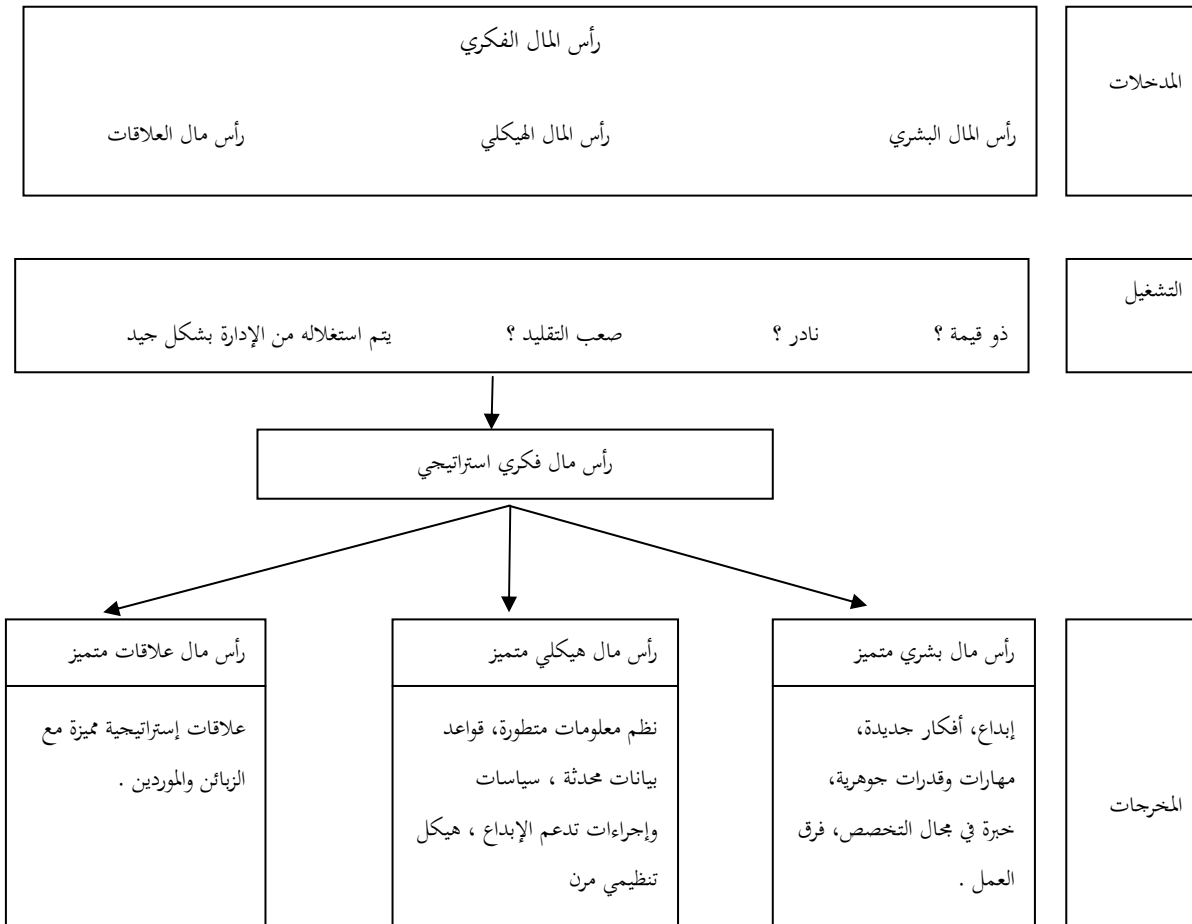 رأس المال الفكري
المدخلات
رأس المال البشري رأس المال الهيكلي رأس مال العلاقات
التشغيل
ذو قيمة ؟ نادر ؟ صعب التقليد ؟ يتم استغلاله من الإدارة بشكل جيد
رأس مال فكري استراتيجي
رأس مال بشري متميز
إبداع، أفكار جديدة،
مهارات وقدرات جوهرية،
خبرة في مجال التخصص، فرق
العمل .
رأس مال هيكلي متميز
نظم معلومات متطورة، قواعد
بيانات محدثة ، سياسات
وإجراءات تدعم الإبداع ، هيكل
تنظيمي مرن
رأس مال علاقات متميز
علاقات إستراتيجية مميزة مع
الزبائن والموردين .
المخرجات